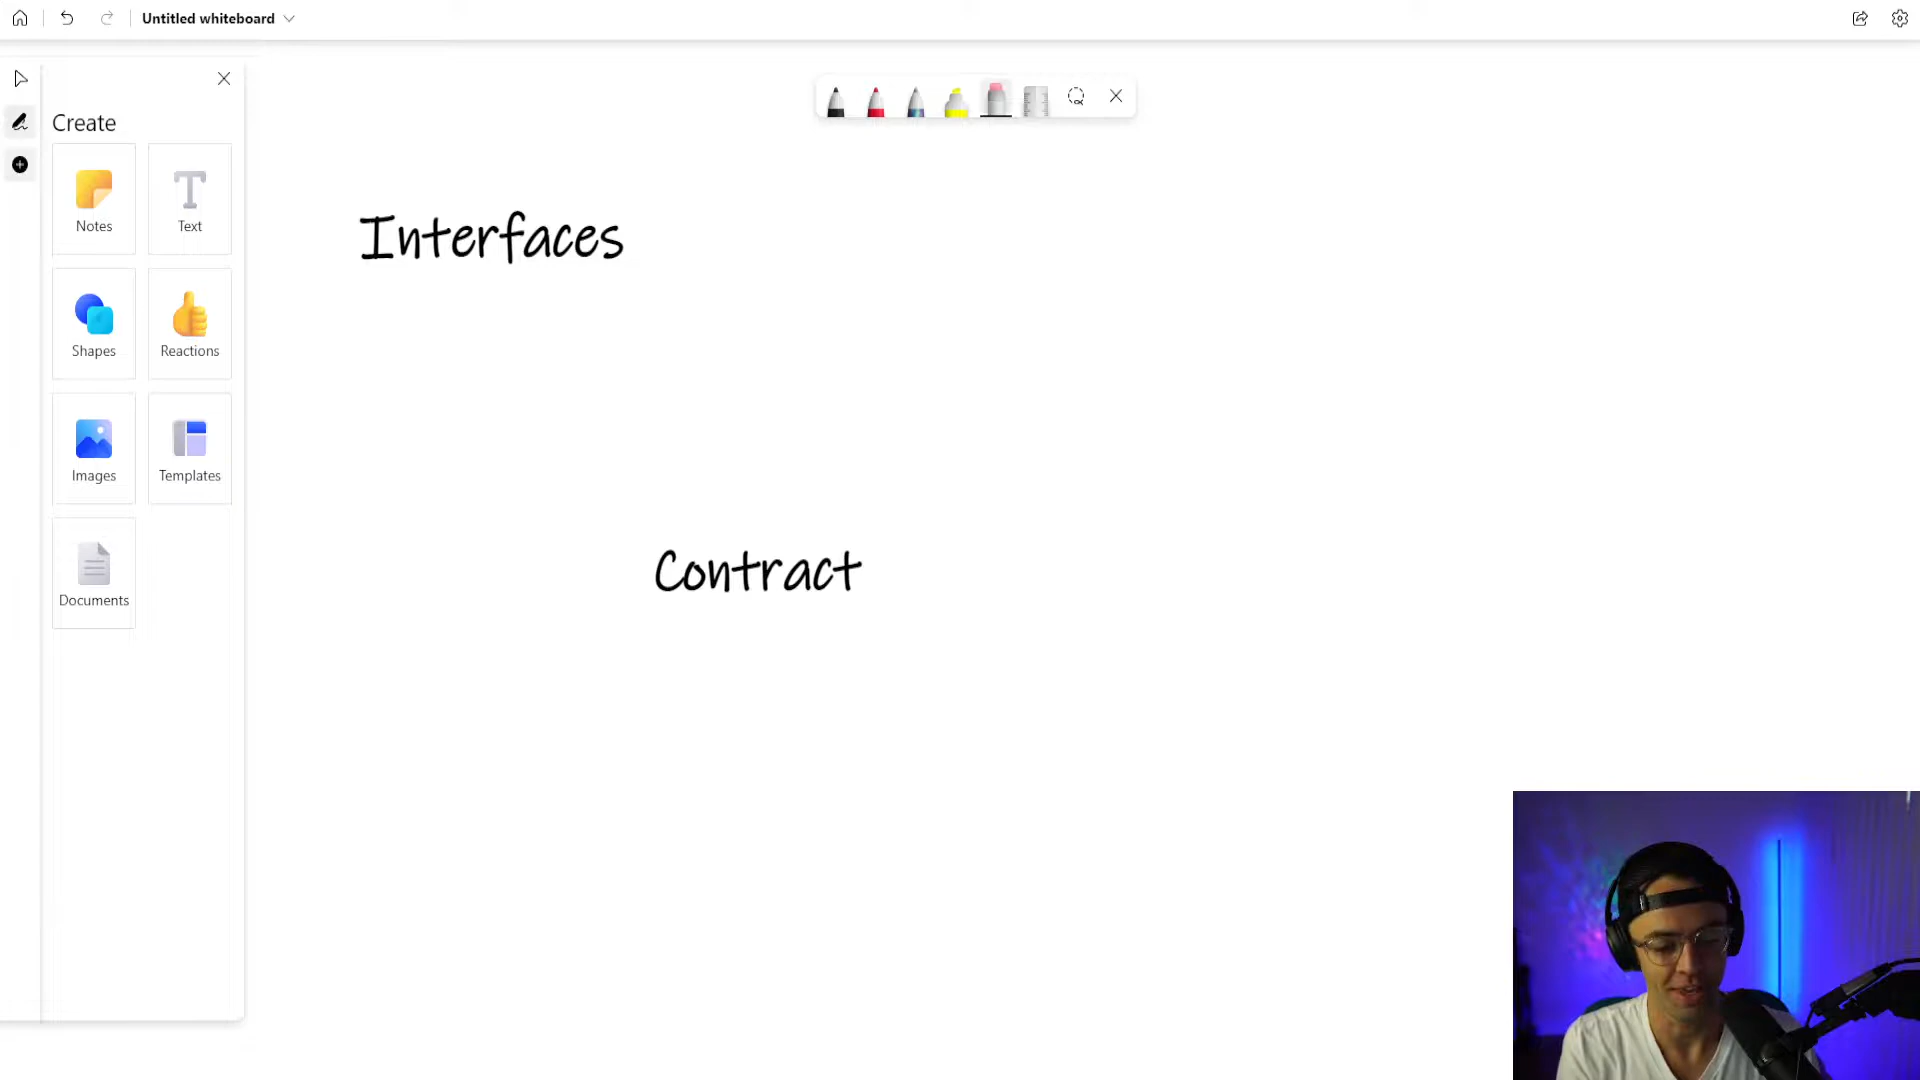 Untitled whiteboard
Create
Notes
Text
Interfaces
Shapes
Reactions
Images
Templates
Contract
Documents